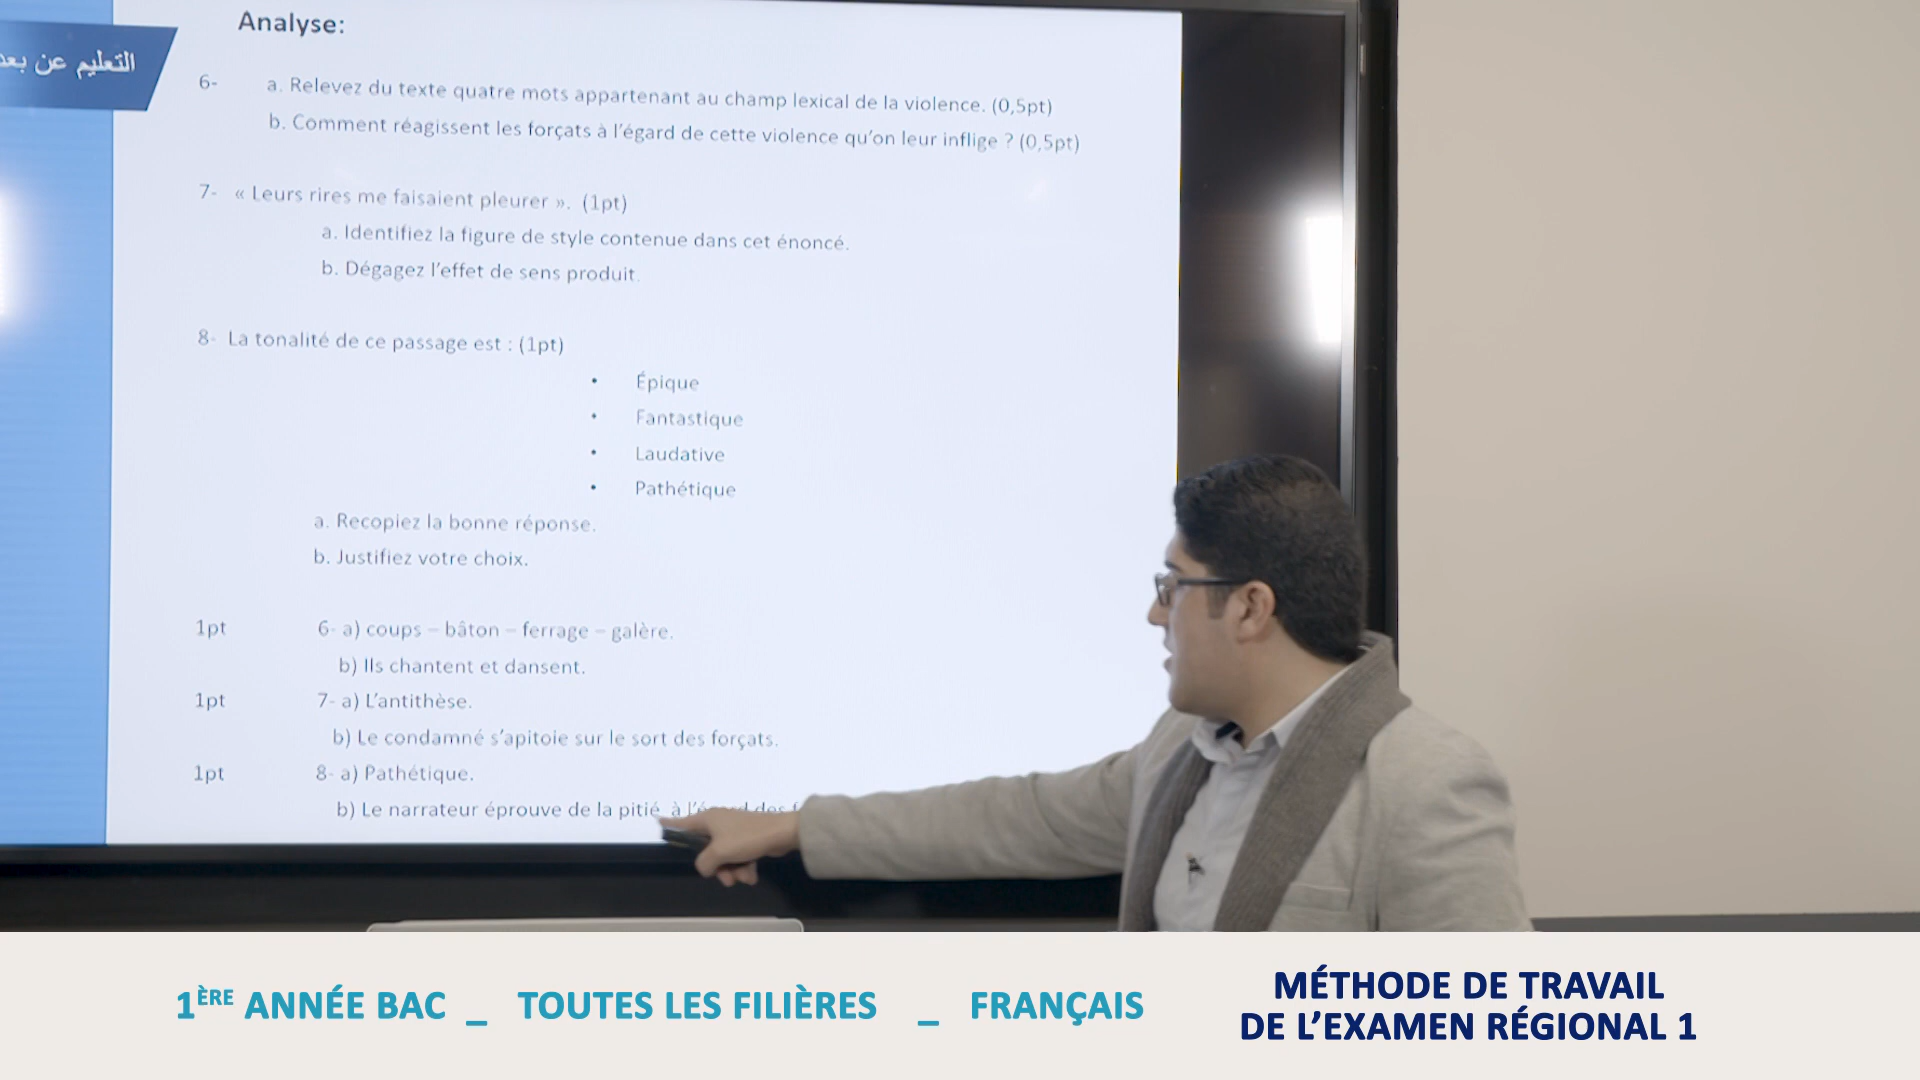 Analyse:
التعليم عن بعد
6- a. Relevez du texte quatre mots appartenant au champ lexical de la violence. (0,5pt)
b. Comment réagissent les forçats à l'égard de cette violence qu'on leur inflige ? (0,5pt)
7- « Leurs rires me faisaient pleurer ». (1pt)
a. Identifiez la figure de style contenue dans cet énoncé.
b. Dégagez l'effet de sens produit.
8- La tonalité de ce passage est : (1pt)
• Épique
• Fantastique
• Laudative
• Pathétique
a. Recopiez la bonne réponse.
b. Justifiez votre choix.
1pt 6- a) coups – bâton – ferrage – galère.
b) Ils chantent et dansent.
1pt 7- a) L'antithèse.
b) Le condamné s'apitoie sur le sort des forçats.
1pt 8- a) Pathétique.
b) Le narrateur éprouve de la pitié à l'égard des
1ÈRE ANNÉE BAC _ TOUTES LES FILIÈRES _ FRANÇAIS
MÉTHODE DE TRAVAIL
DE L'EXAMEN RÉGIONAL 1